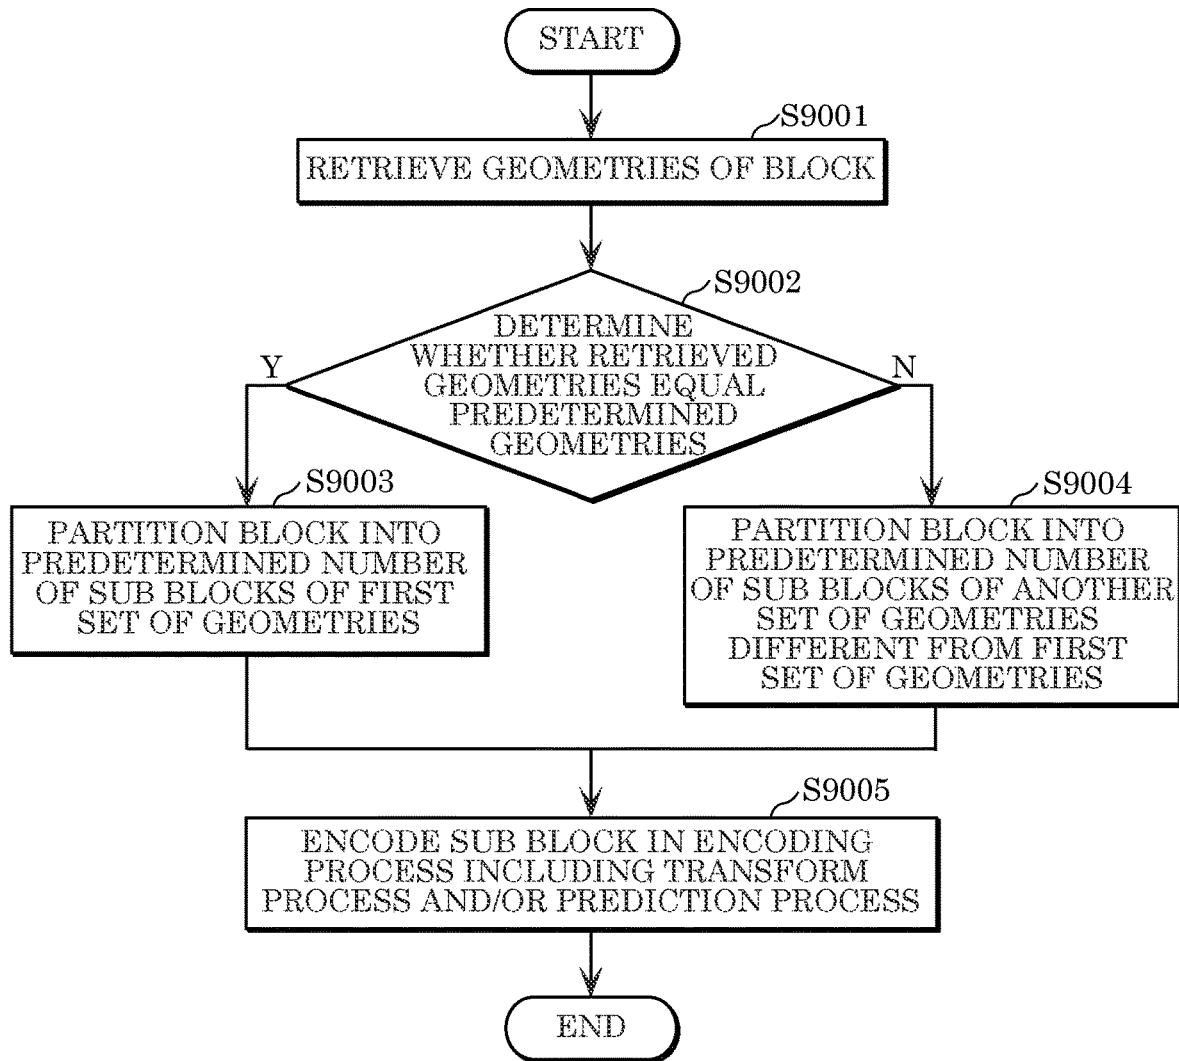 START
S9001
RETRIEVE GEOMETRIES OF BLOCK
S9002
DETERMINE
WHETHER RETRIEVED
GEOMETRIES EQUAL
PREDETERMINED
GEOMETRIES
Y
N
S9003
PARTITION BLOCK INTO
PREDETERMINED NUMBER
OF SUB BLOCKS OF FIRST
SET OF GEOMETRIES
S9004
PARTITION BLOCK INTO
PREDETERMINED NUMBER
OF SUB BLOCKS OF ANOTHER
SET OF GEOMETRIES
DIFFERENT FROM FIRST
SET OF GEOMETRIES
S9005
ENCODE SUB BLOCK IN ENCODING
PROCESS INCLUDING TRANSFORM
PROCESS AND/OR PREDICTION PROCESS
END